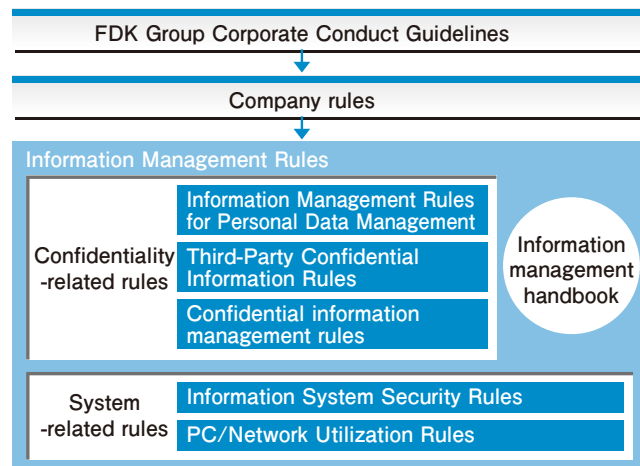 FDK Group Corporate Conduct Guidelines
Company rules
Information Management Rules
Confidentiality
-related rules
Information Management Rules
for Personal Data Management
Third-Party Confidential
Information Rules
Confidential information
management rules
Information
management
handbook
System
-related rules
Information System Security Rules
PC/Network Utilization Rules